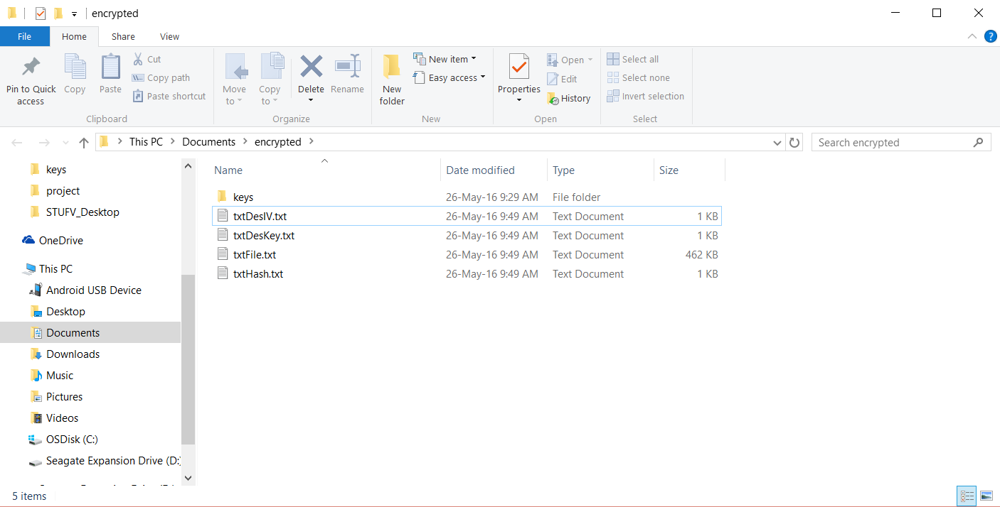 encrypted
File Home Share View
Pin to Quick access
Copy
Paste
Cut
Copy path
Paste shortcut
Clipboard
Move to
Copy to
Delete
Rename
Organize
New folder
New item
Easy access
New
Properties
Open
Edit
History
Open
Select all
Select none
Invert selection
Select
This PC Documents encrypted
Search encrypted
keys
project
STUFV_Desktop
OneDrive
This PC
Android USB Device
Desktop
Documents
Downloads
Music
Pictures
Videos
OSDisk (C:)
Seagate Expansion Drive (D:)
Name Date modified Type Size
keys 26-May-16 9:29 AM File folder
txtDesIV.txt 26-May-16 9:49 AM Text Document 1 KB
txtDesKey.txt 26-May-16 9:49 AM Text Document 1 KB
txtFile.txt 26-May-16 9:49 AM Text Document 462 KB
txtHash.txt 26-May-16 9:49 AM Text Document 1 KB
5 items